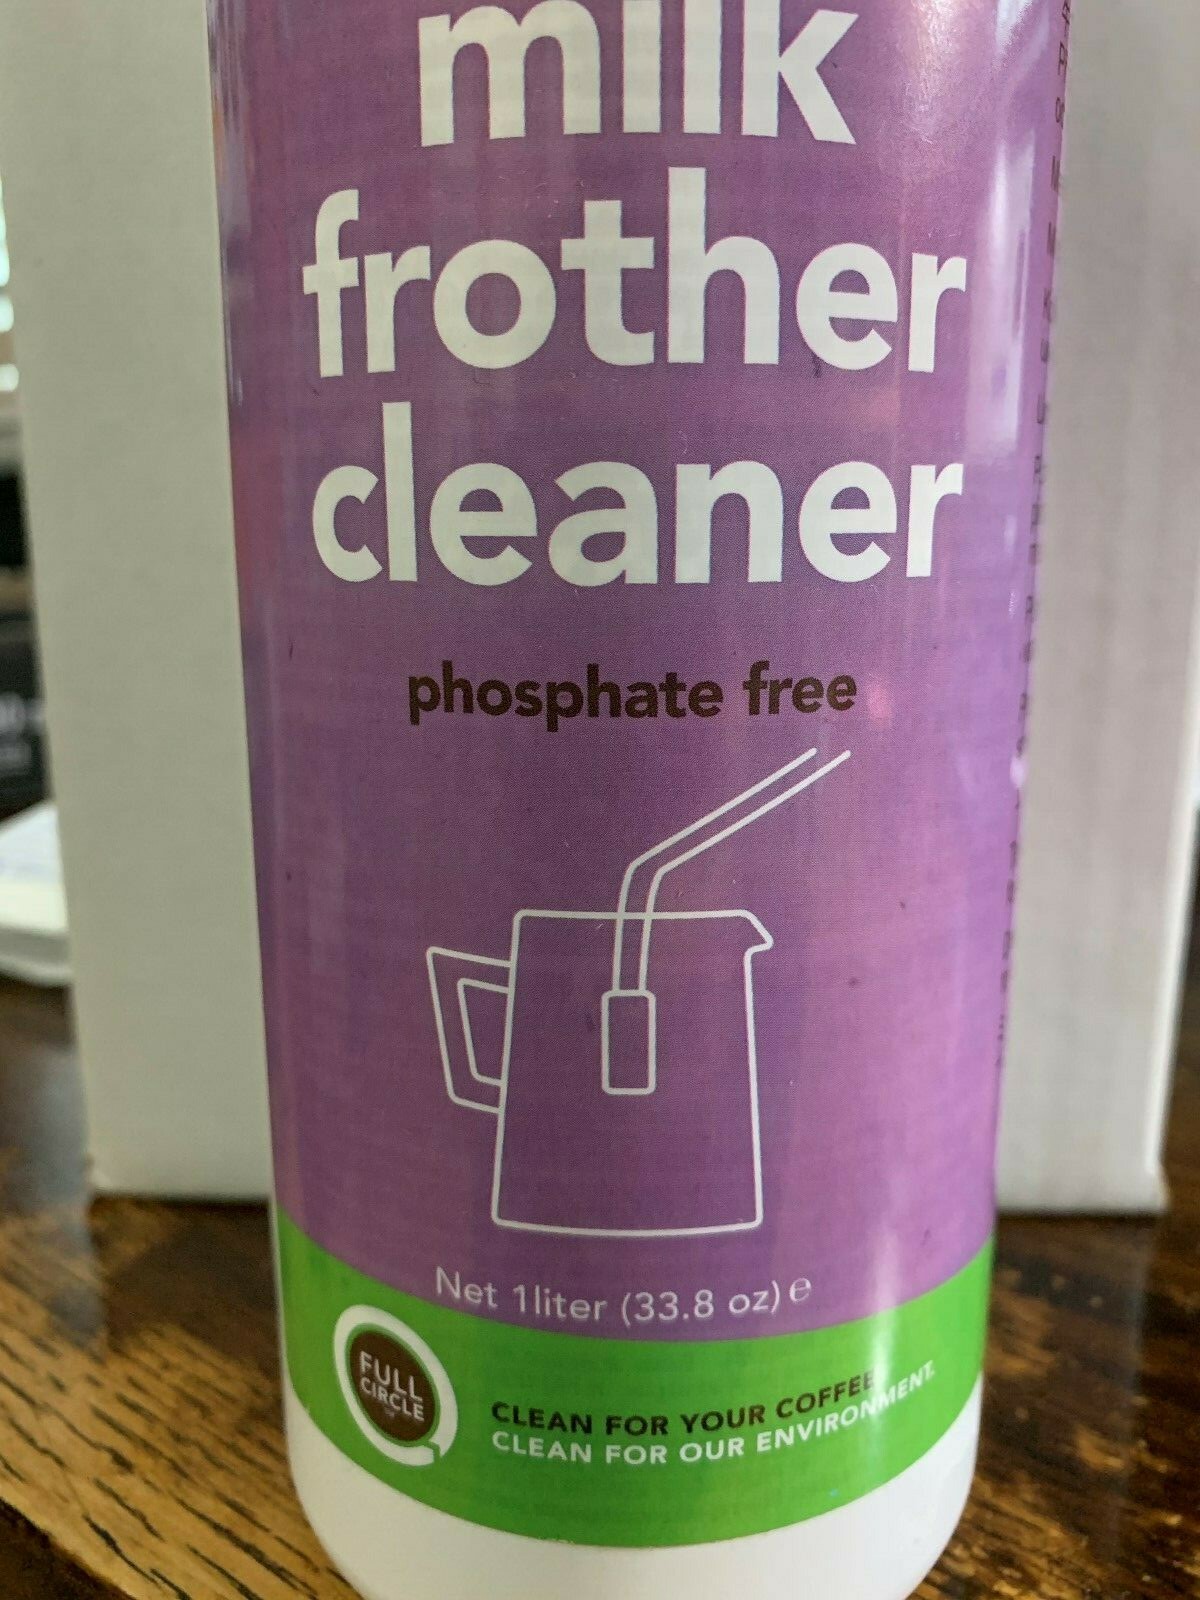 milk
frother
cleaner
phosphate free
Net 1liter (33.8 oz) ℮
FULL
CIRCLE
CLEAN FOR YOUR COFFEE
CLEAN FOR OUR ENVIRONMENT.